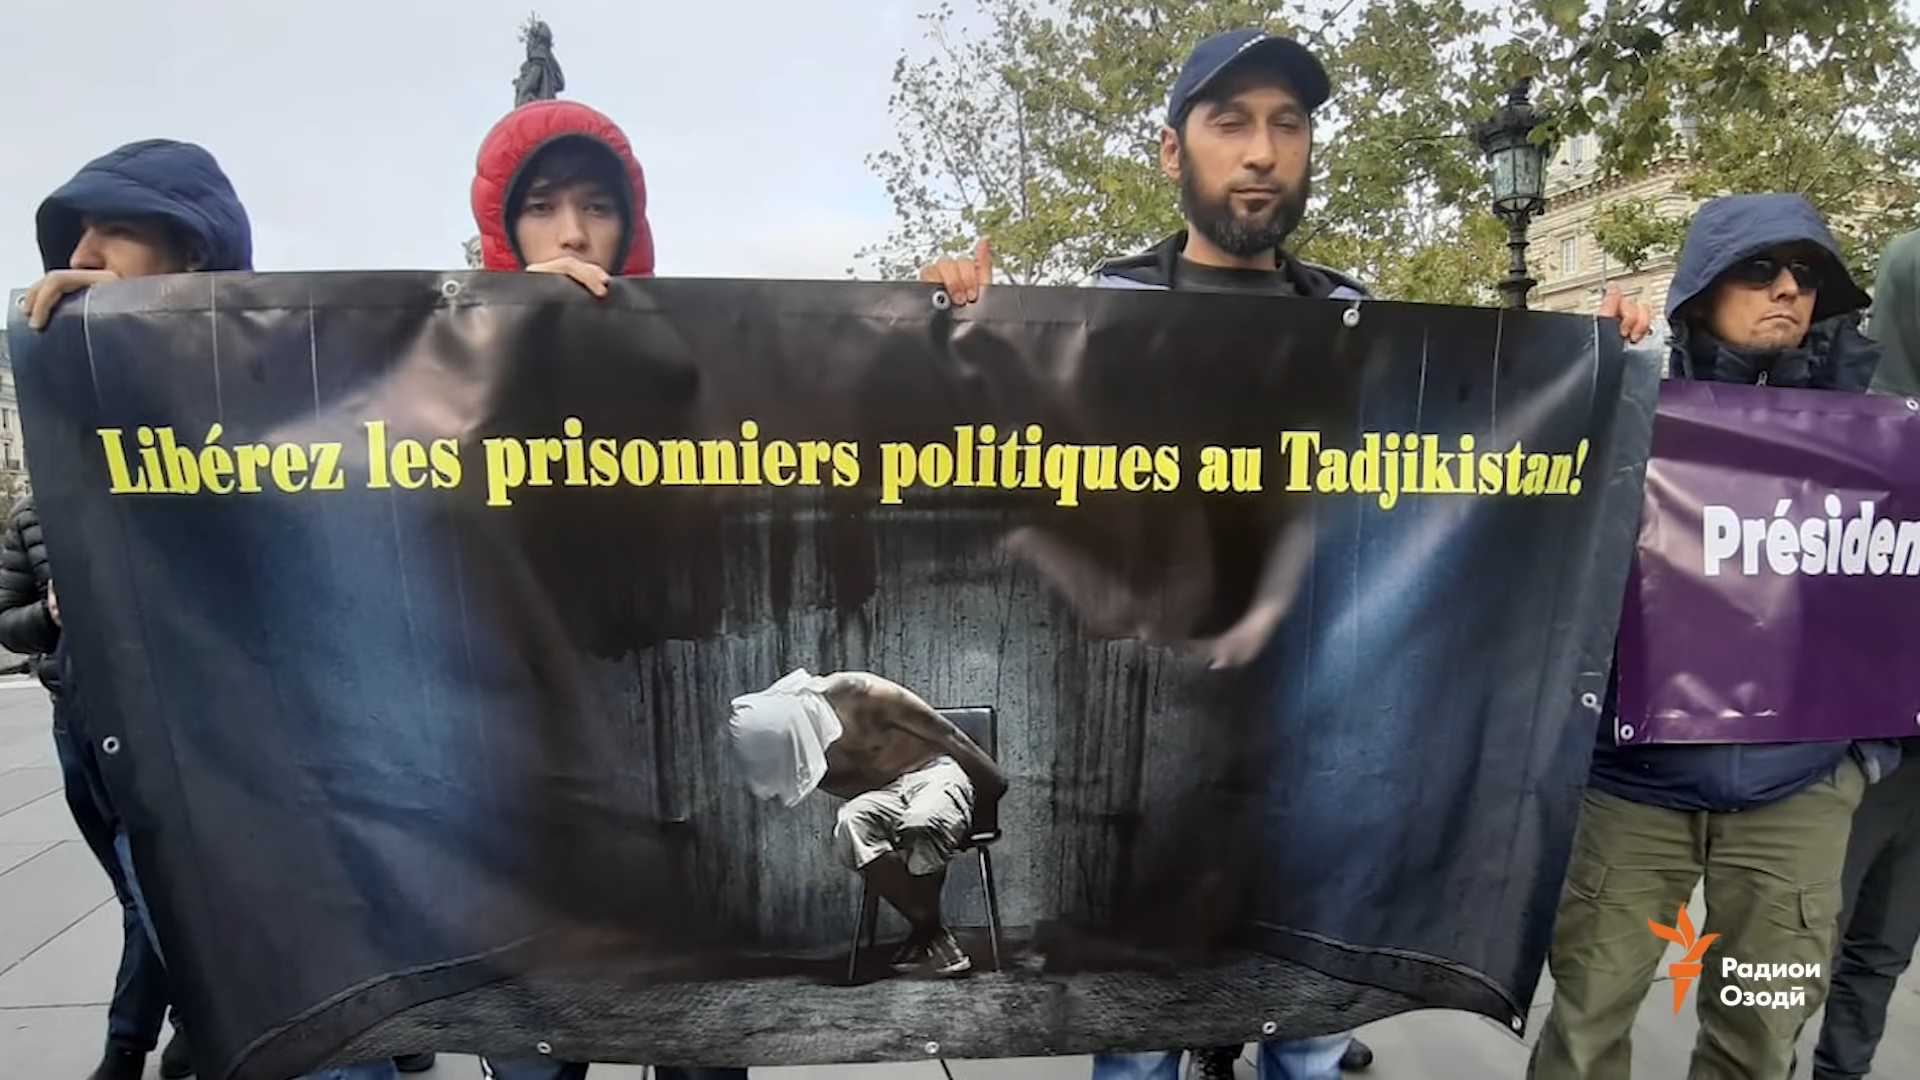 Libérez les prisonniers politiques au Tadjikistan!
Présiden
Радиои
Озодӣ